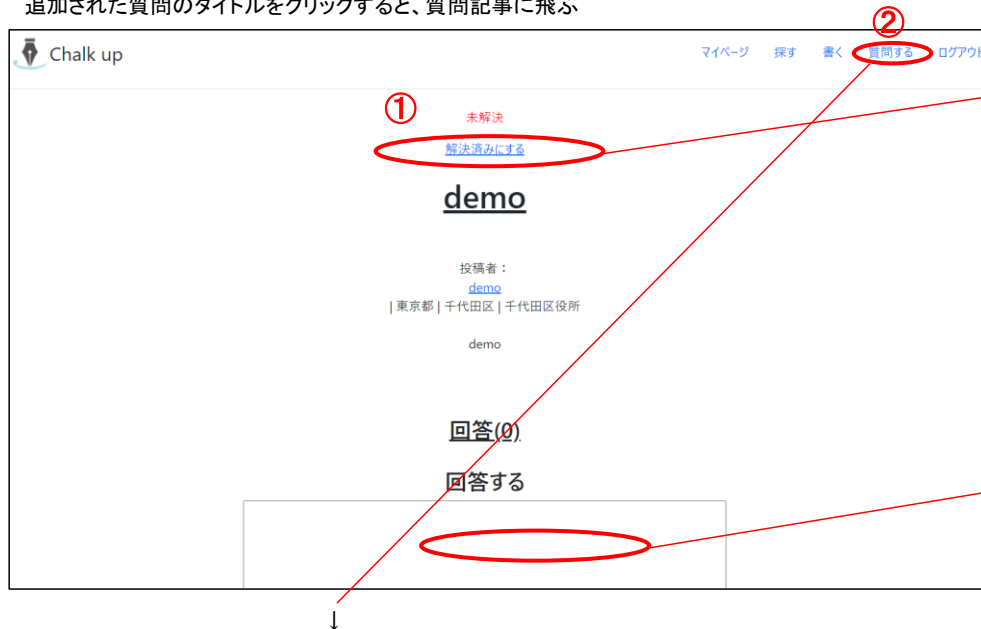 追加された質問のタイトルをクリックすると、質問記事に飛ぶ
②
Chalk up マイページ 探す 書く 質問する ログアウト
①
未解決
解決済みにする
demo
投稿者：
demo
| 東京都 | 千代田区 | 千代田区役所
demo
回答(0)
回答する
↓